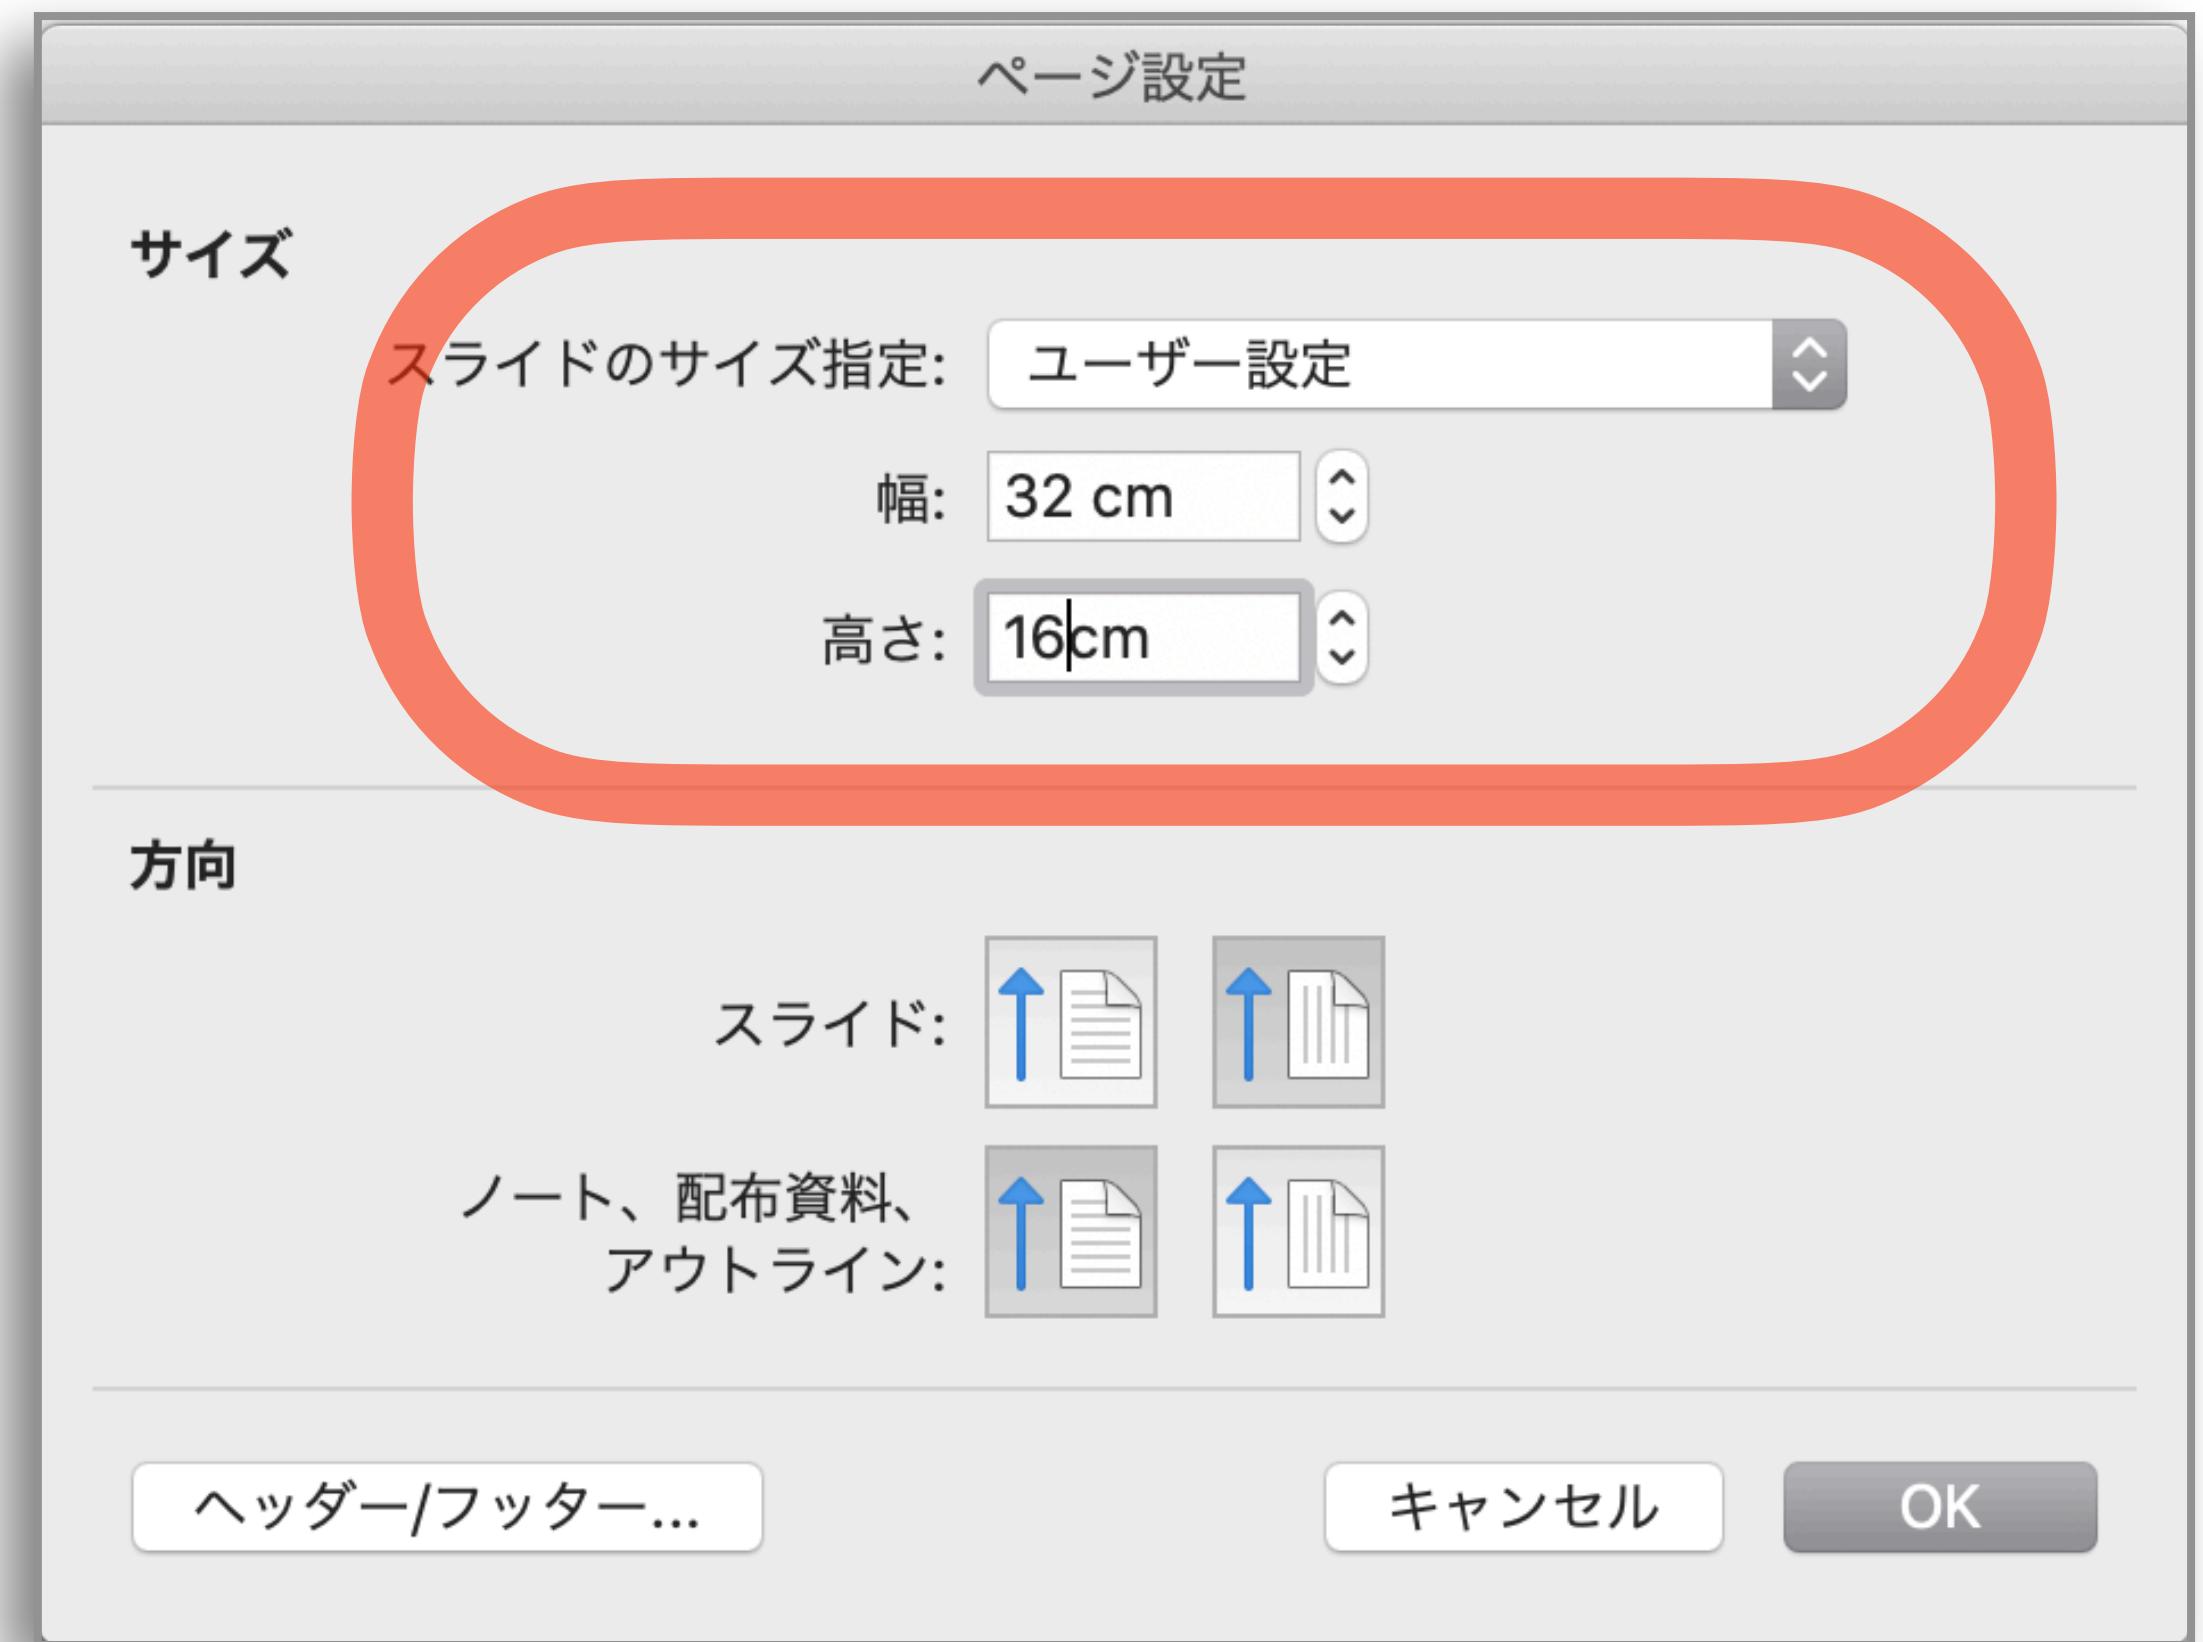 ページ設定
サイズ
スライドのサイズ指定: ユーザー設定
幅: 32 cm
高さ: 16cm
方向
スライド:
ノート、配布資料、
アウトライン:
ヘッダー/フッター... キャンセル OK